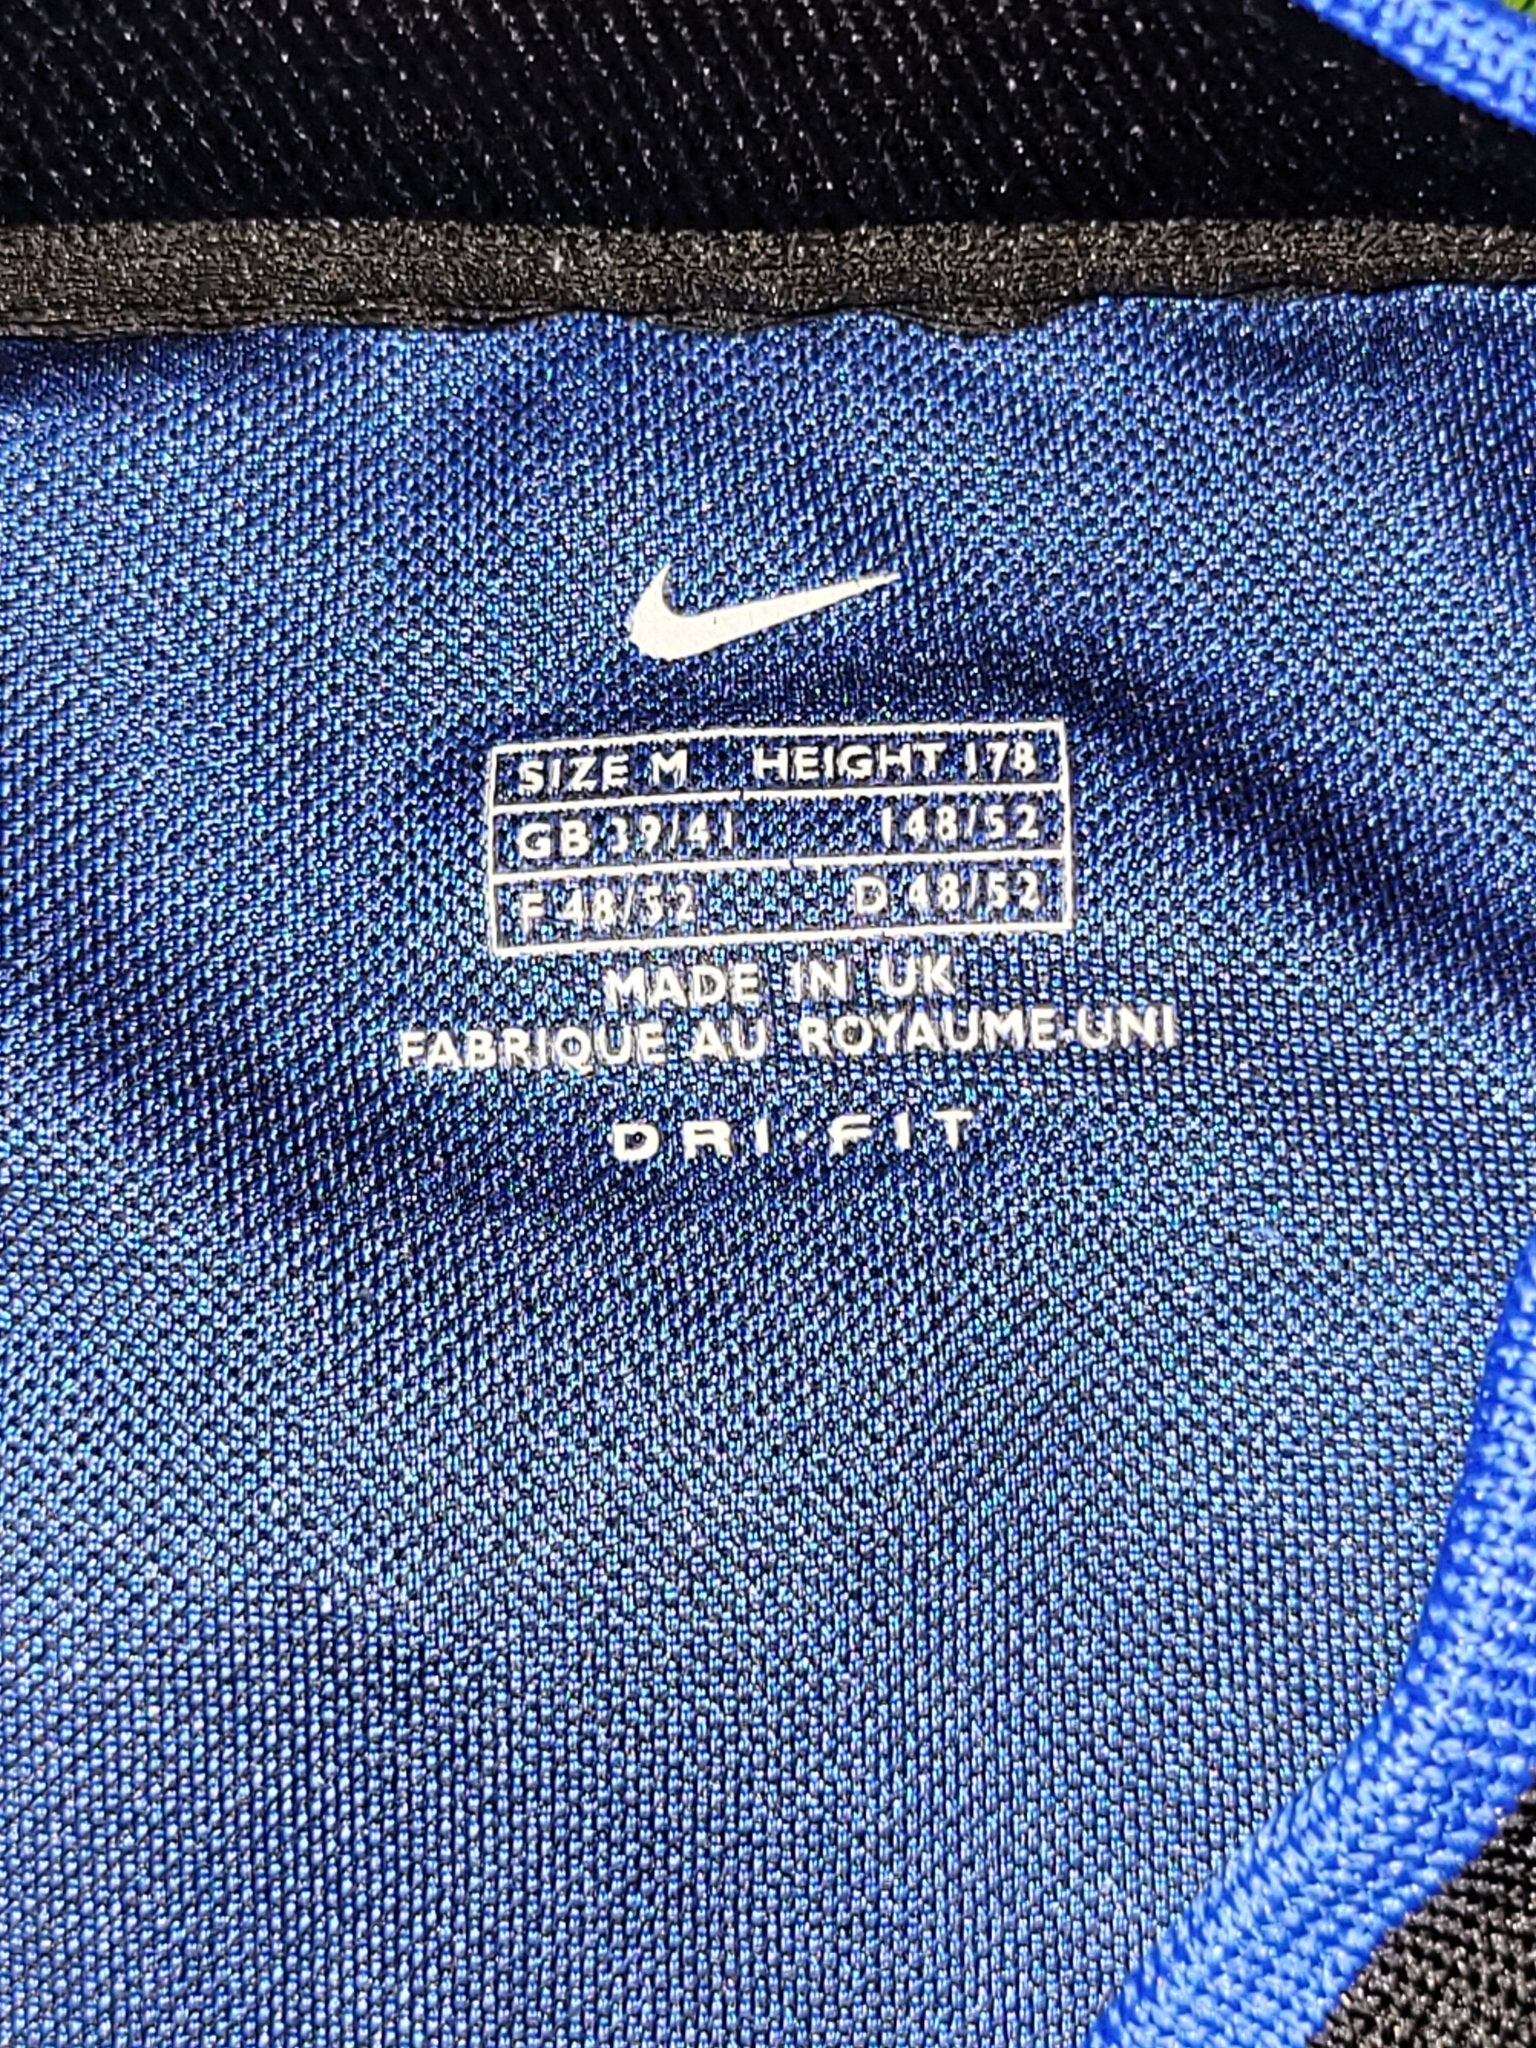 SIZE M HEIGHT 178
GB 39/41 I 48/52
F 48/52 D 48/52
MADE IN UK
FABRIQUE AU ROYAUME-UNI
DRI-FIT